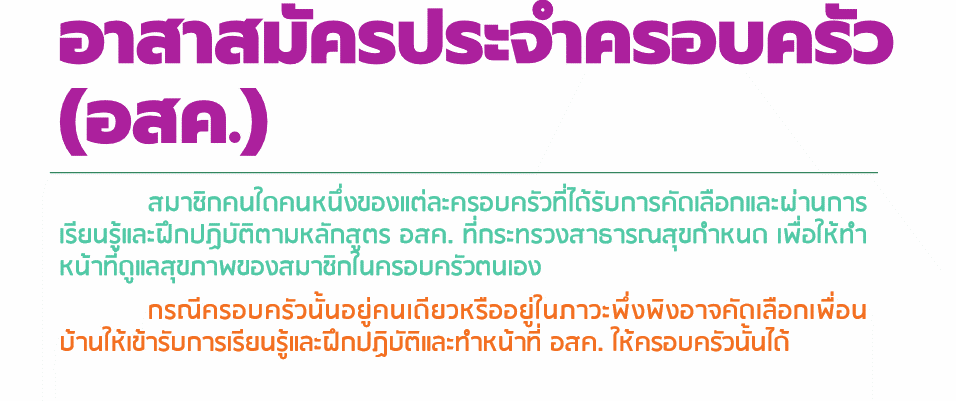 อาสาสมัครประจำครอบครัว
(อสค.)
สมาชิกคนใดคนหนึ่งของแต่ละครอบครัวที่ได้รับการคัดเลือกและผ่านการ
เรียนรู้และฝึกปฏิบัติตามหลักสูตร อสค. ที่กระทรวงสาธารณสุขกำหนด เพื่อให้ทำ
หน้าที่ดูแลสุขภาพของสมาชิกในครอบครัวตนเอง
กรณีครอบครัวนั้นอยู่คนเดียวหรืออยู่ในภาวะพึ่งพิงอาจคัดเลือกเพื่อน
บ้านให้เข้ารับการเรียนรู้และฝึกปฏิบัติและทำหน้าที่ อสค. ให้ครอบครัวนั้นได้